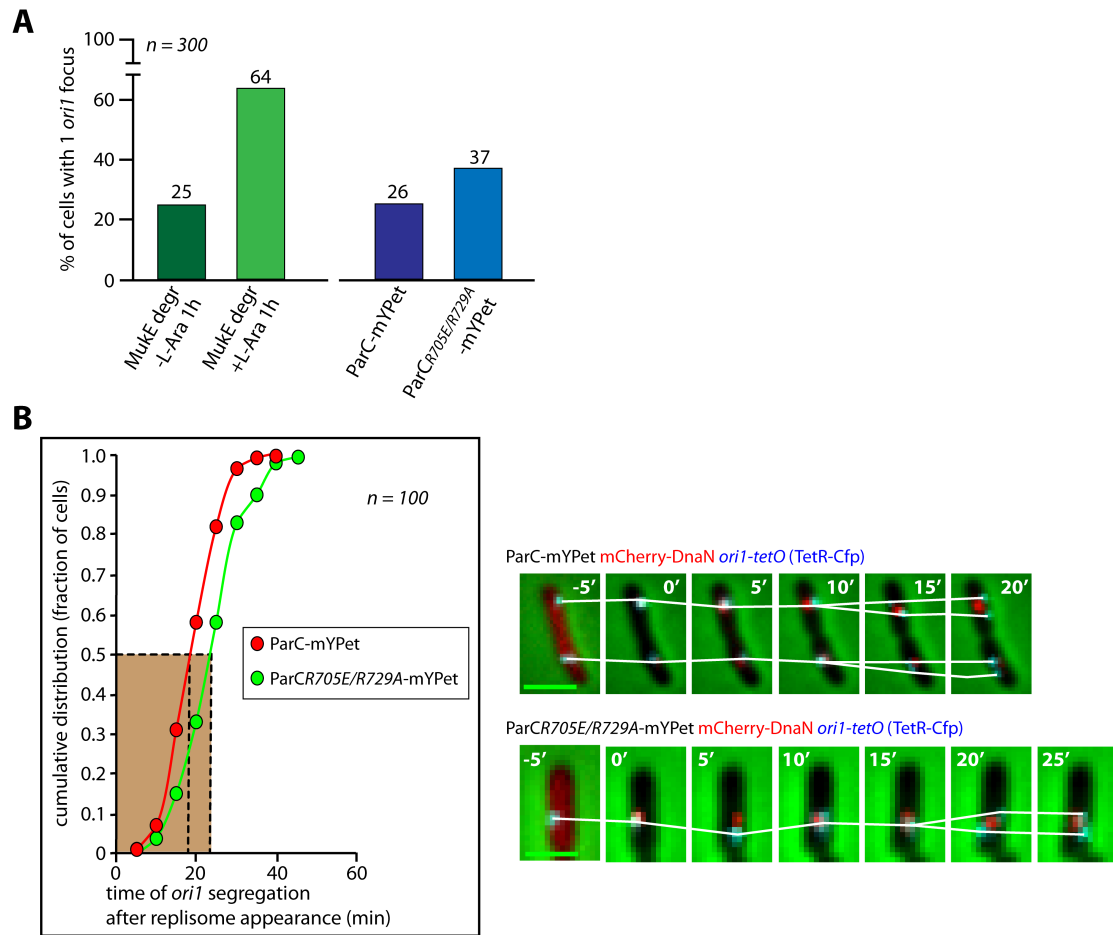 A
100
n = 300
64
60
40
37
25
26
20
0
% of cells with 1 ori1 focus
MukE degr
-L-Ara 1h
MukE degr
+L-Ara 1h
ParC-mYPet
ParCR705E/R729A
-mYPet
B
1.0
0.9
0.8
0.7
0.6
0.5
0.4
0.3
0.2
0.1
0
cumulative distribution (fraction of cells)
n = 100
ParC-mYPet
ParCR705E/R729A-mYPet
0 20 40 60
time of ori1 segregation
after replisome appearance (min)
ParC-mYPet mCherry-DnaN ori1-tetO (TetR-Cfp)
-5’ 0’ 5’ 10’ 15’ 20’
ParCR705E/R729A-mYPet mCherry-DnaN ori1-tetO (TetR-Cfp)
-5’ 0’ 5’ 10’ 15’ 20’ 25’